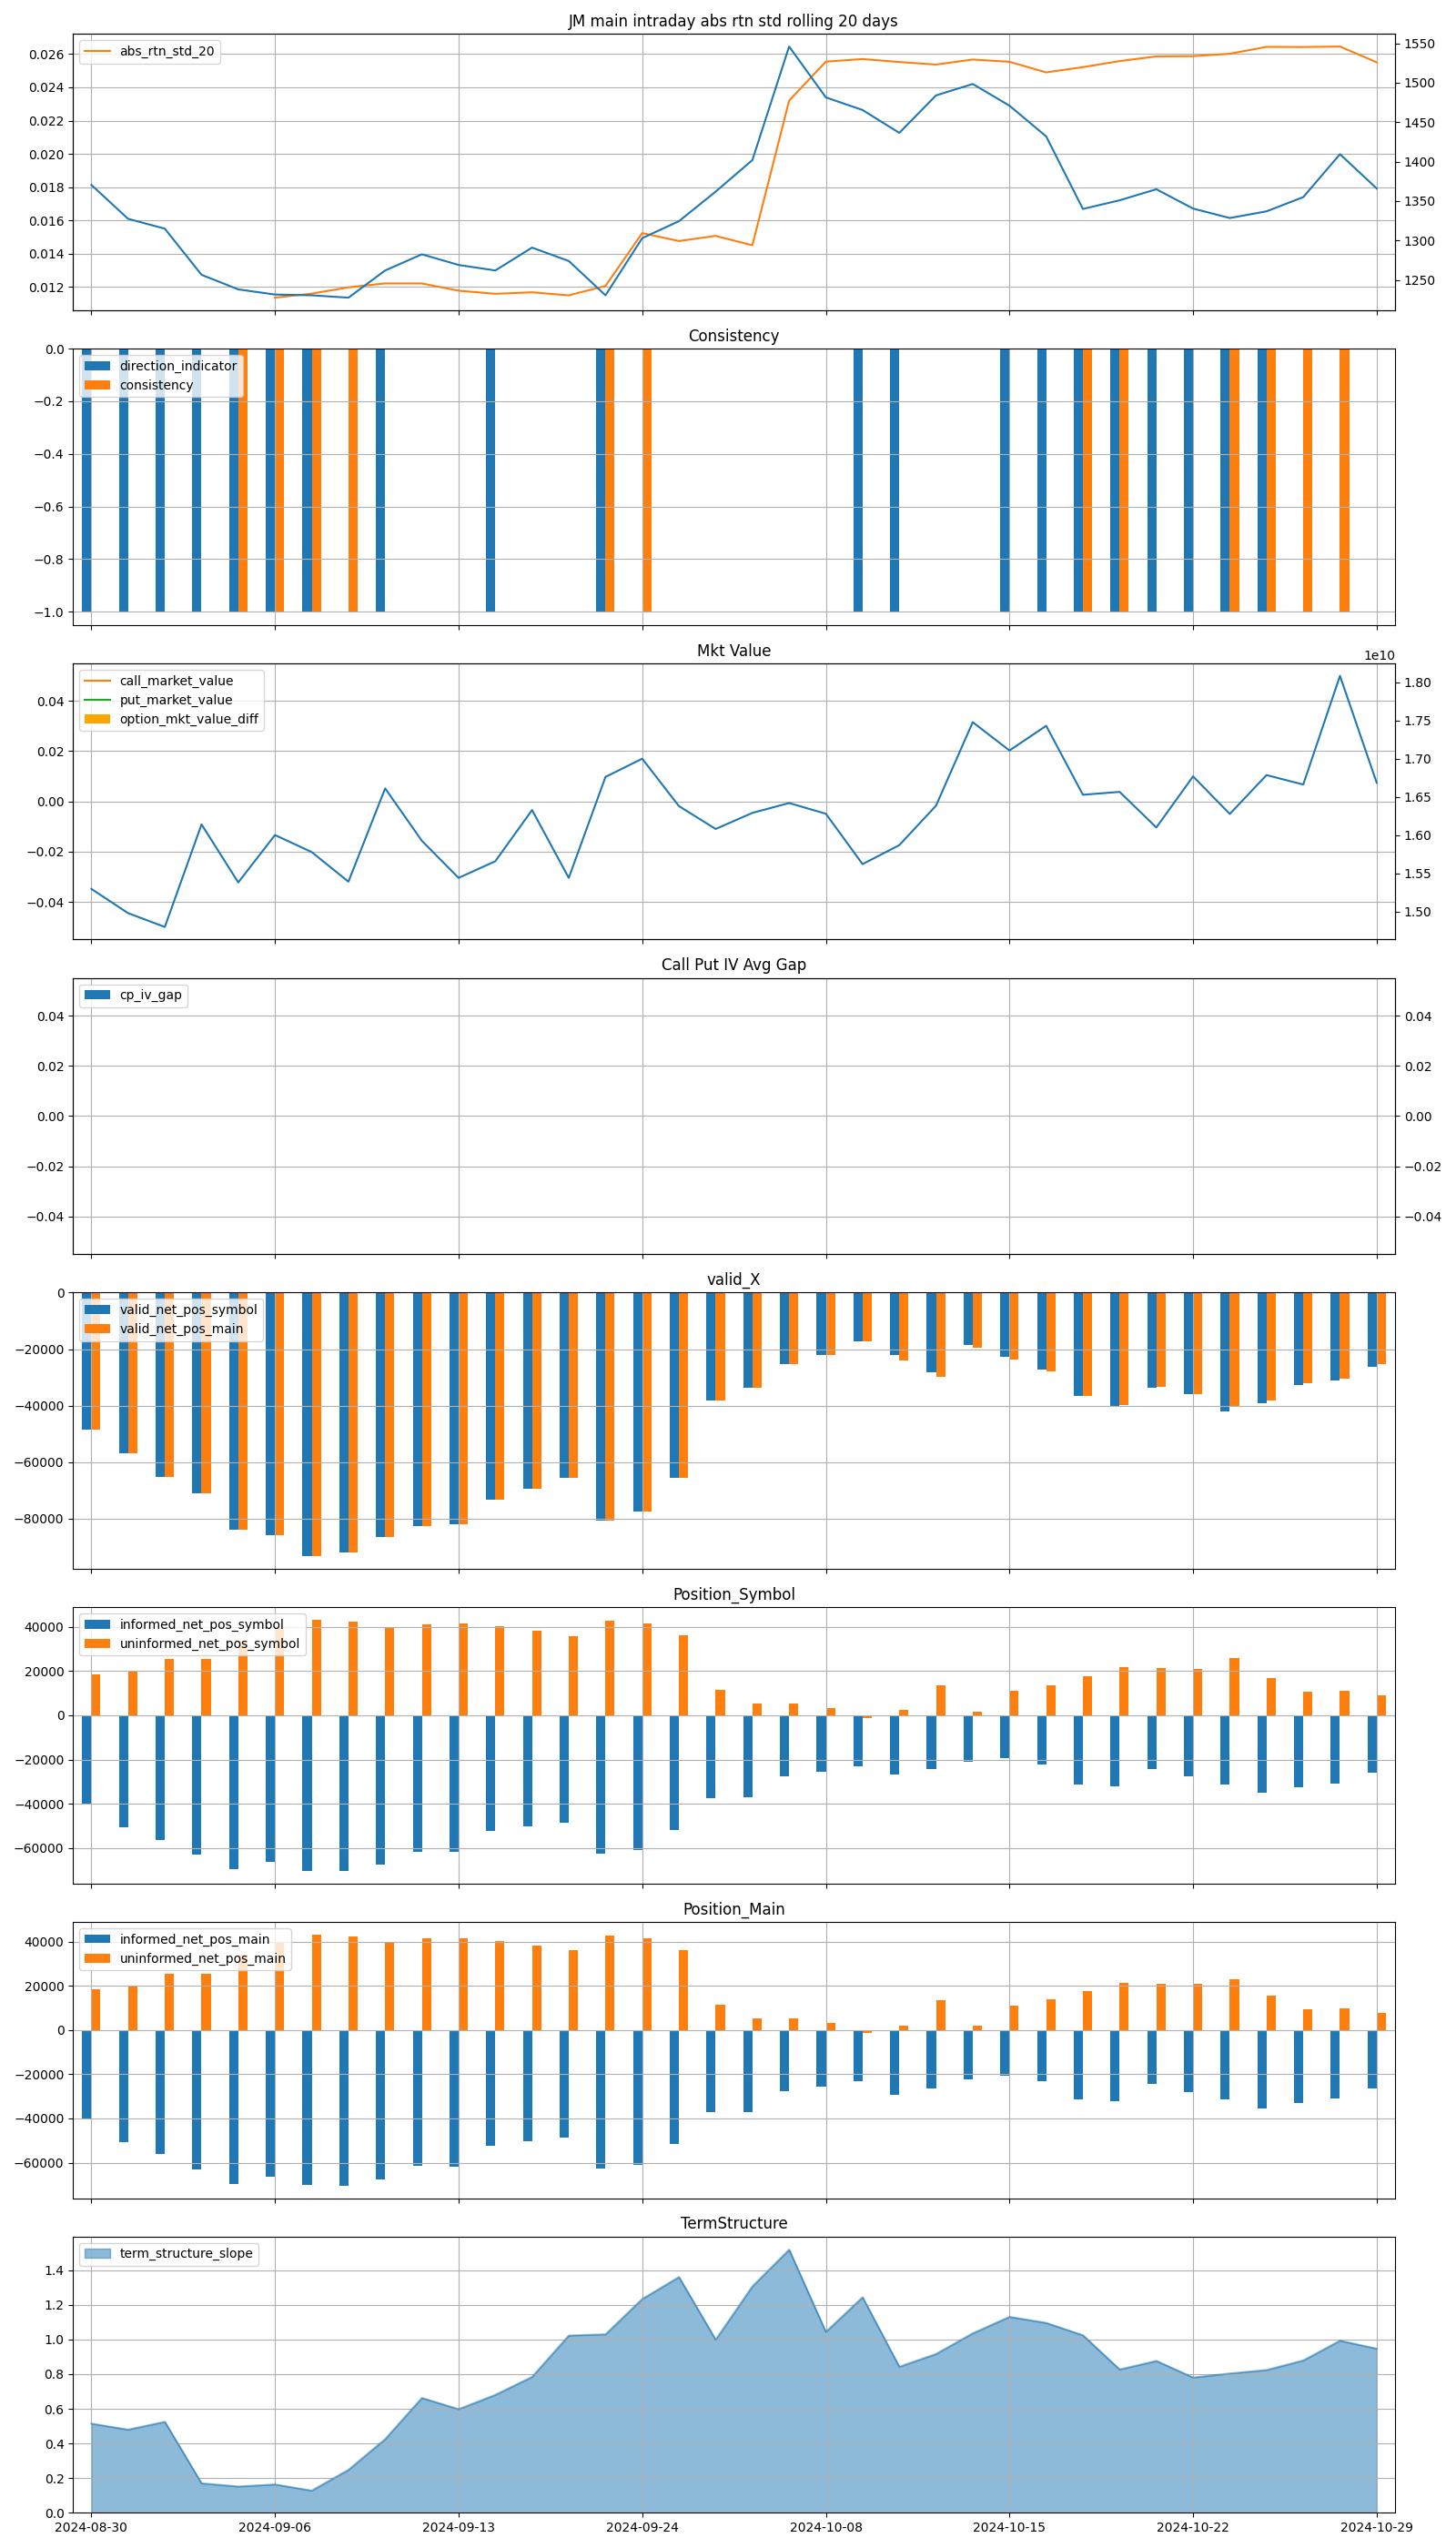 JM main intraday abs rtn std rolling 20 days
abs_rtn_std_20
0.026
0.024
0.022
0.020
0.018
0.016
0.014
0.012
1550
1500
1450
1400
1350
1300
1250
Consistency
direction_indicator
consistency
0.0
−0.2
−0.4
−0.6
−0.8
−1.0
Mkt Value
1e10
call_market_value
put_market_value
option_mkt_value_diff
0.04
0.02
0.00
−0.02
−0.04
1.80
1.75
1.70
1.65
1.60
1.55
1.50
Call Put IV Avg Gap
cp_iv_gap
0.04
0.02
0.00
−0.02
−0.04
0.04
0.02
0.00
−0.02
−0.04
valid_X
valid_net_pos_symbol
valid_net_pos_main
0
−20000
−40000
−60000
−80000
Position_Symbol
informed_net_pos_symbol
uninformed_net_pos_symbol
40000
20000
0
−20000
−40000
−60000
Position_Main
informed_net_pos_main
uninformed_net_pos_main
40000
20000
0
−20000
−40000
−60000
TermStructure
term_structure_slope
1.4
1.2
1.0
0.8
0.6
0.4
0.2
0.0
2024-08-30 2024-09-06 2024-09-13 2024-09-24 2024-10-08 2024-10-15 2024-10-22 2024-10-29